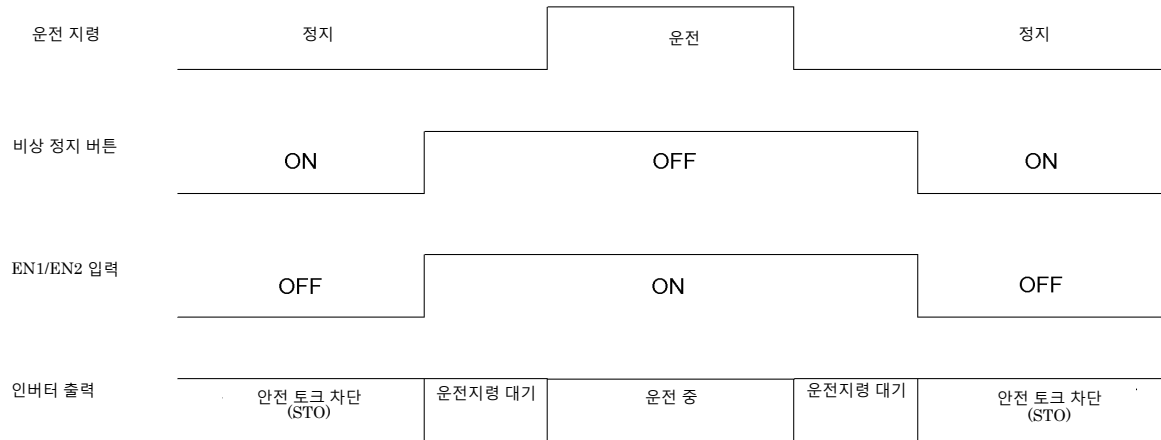 운전 지령 정지 운전 정지
비상 정지 버튼 ON OFF ON
EN1/EN2 입력 OFF ON OFF
인버터 출력 안전 토크 차단 운전지령 대기 운전 중 운전지령 대기 안전 토크 차단
(STO) (STO)